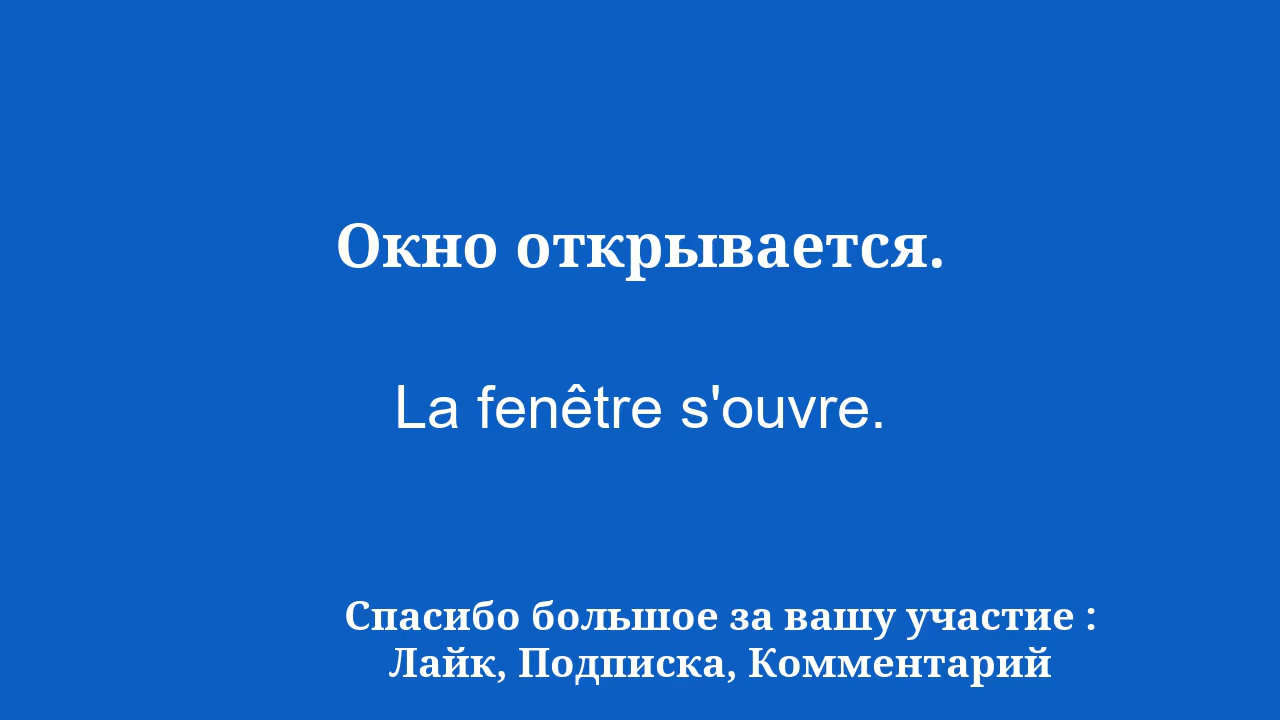 Окно открывается.
La fenêtre s'ouvre.
Спасибо большое за вашу участие :
Лайк, Подписка, Комментарий